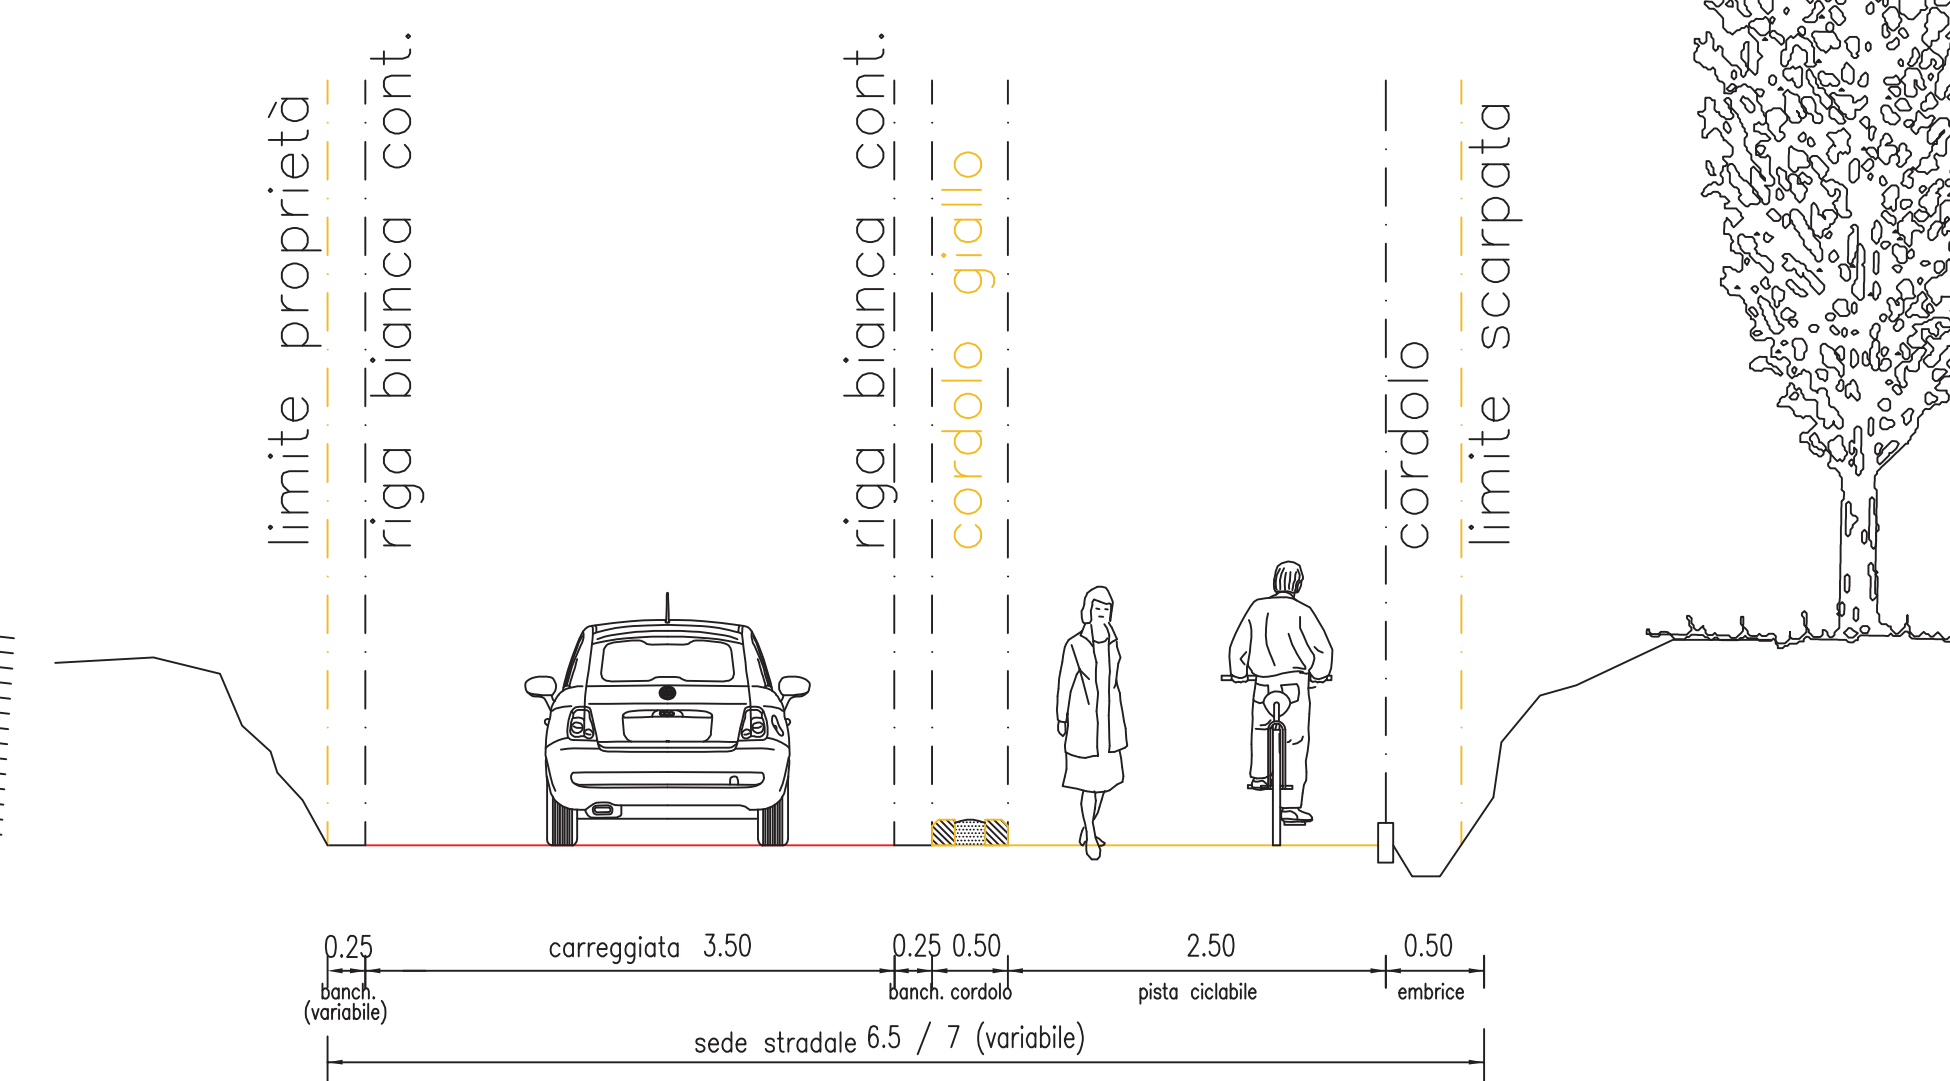 limite proprietà
riga bianca cont.
riga bianca cont.
cordolo giallo
cordolo
limite scarpata
0.25 carreggiata 3.50 0.25 0.50 2.50 0.50
banch. banch. cordolo pista ciclabile embrice
(variabile)
sede stradale 6.5 / 7 (variabile)